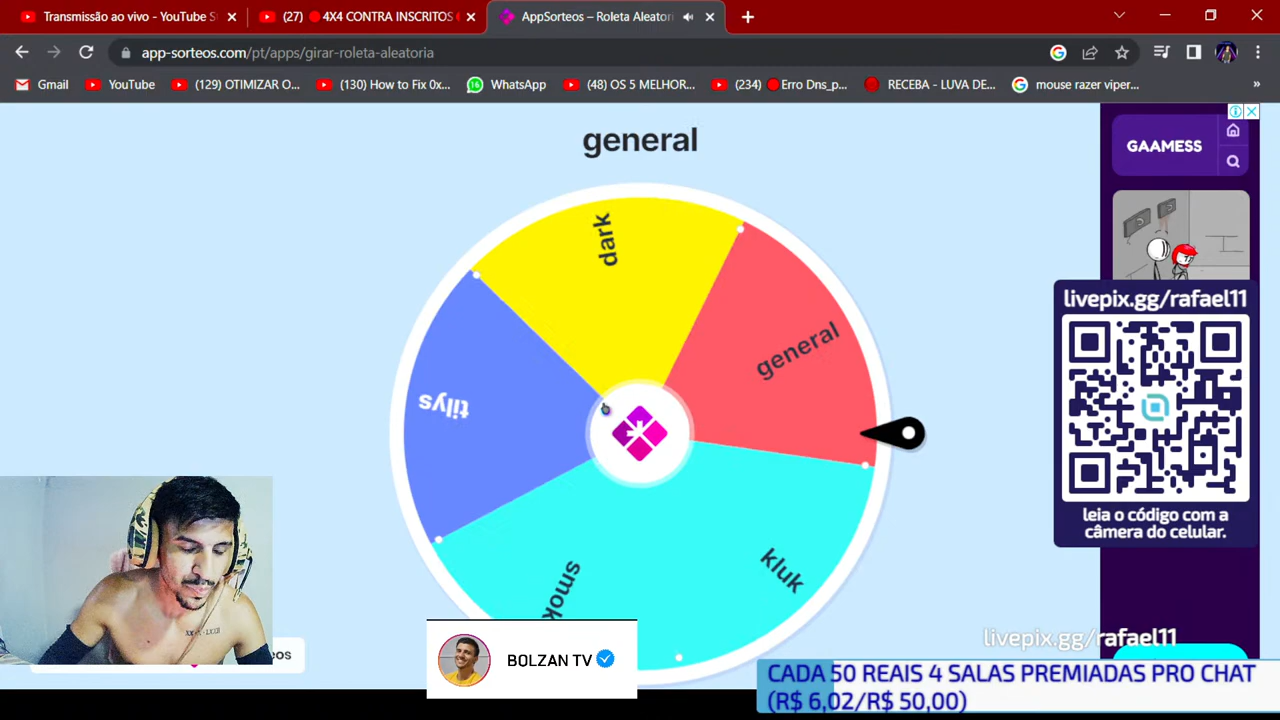 Transmissão ao vivo - YouTube S
(27) 🔴 4X4 CONTRA INSCRITOS
AppSorteos – Roleta Aleatori
app-sorteos.com/pt/apps/girar-roleta-aleatoria
Gmail
YouTube
(129) OTIMIZAR O...
(130) How to Fix 0x...
16
WhatsApp
(48) OS 5 MELHOR...
(234) 🔴Erro Dns_p...
RECEBA - LUVA DE...
mouse razer viper...
»
general
GAAMESS
dark
general
tilys
kluk
smok
livepix.gg/rafael11
leia o código com a
câmera do celular.
BOLZAN TV
livepix.gg/rafael11
CADA 50 REAIS 4 SALAS PREMIADAS PRO CHAT
(R$ 6,02/R$ 50,00)